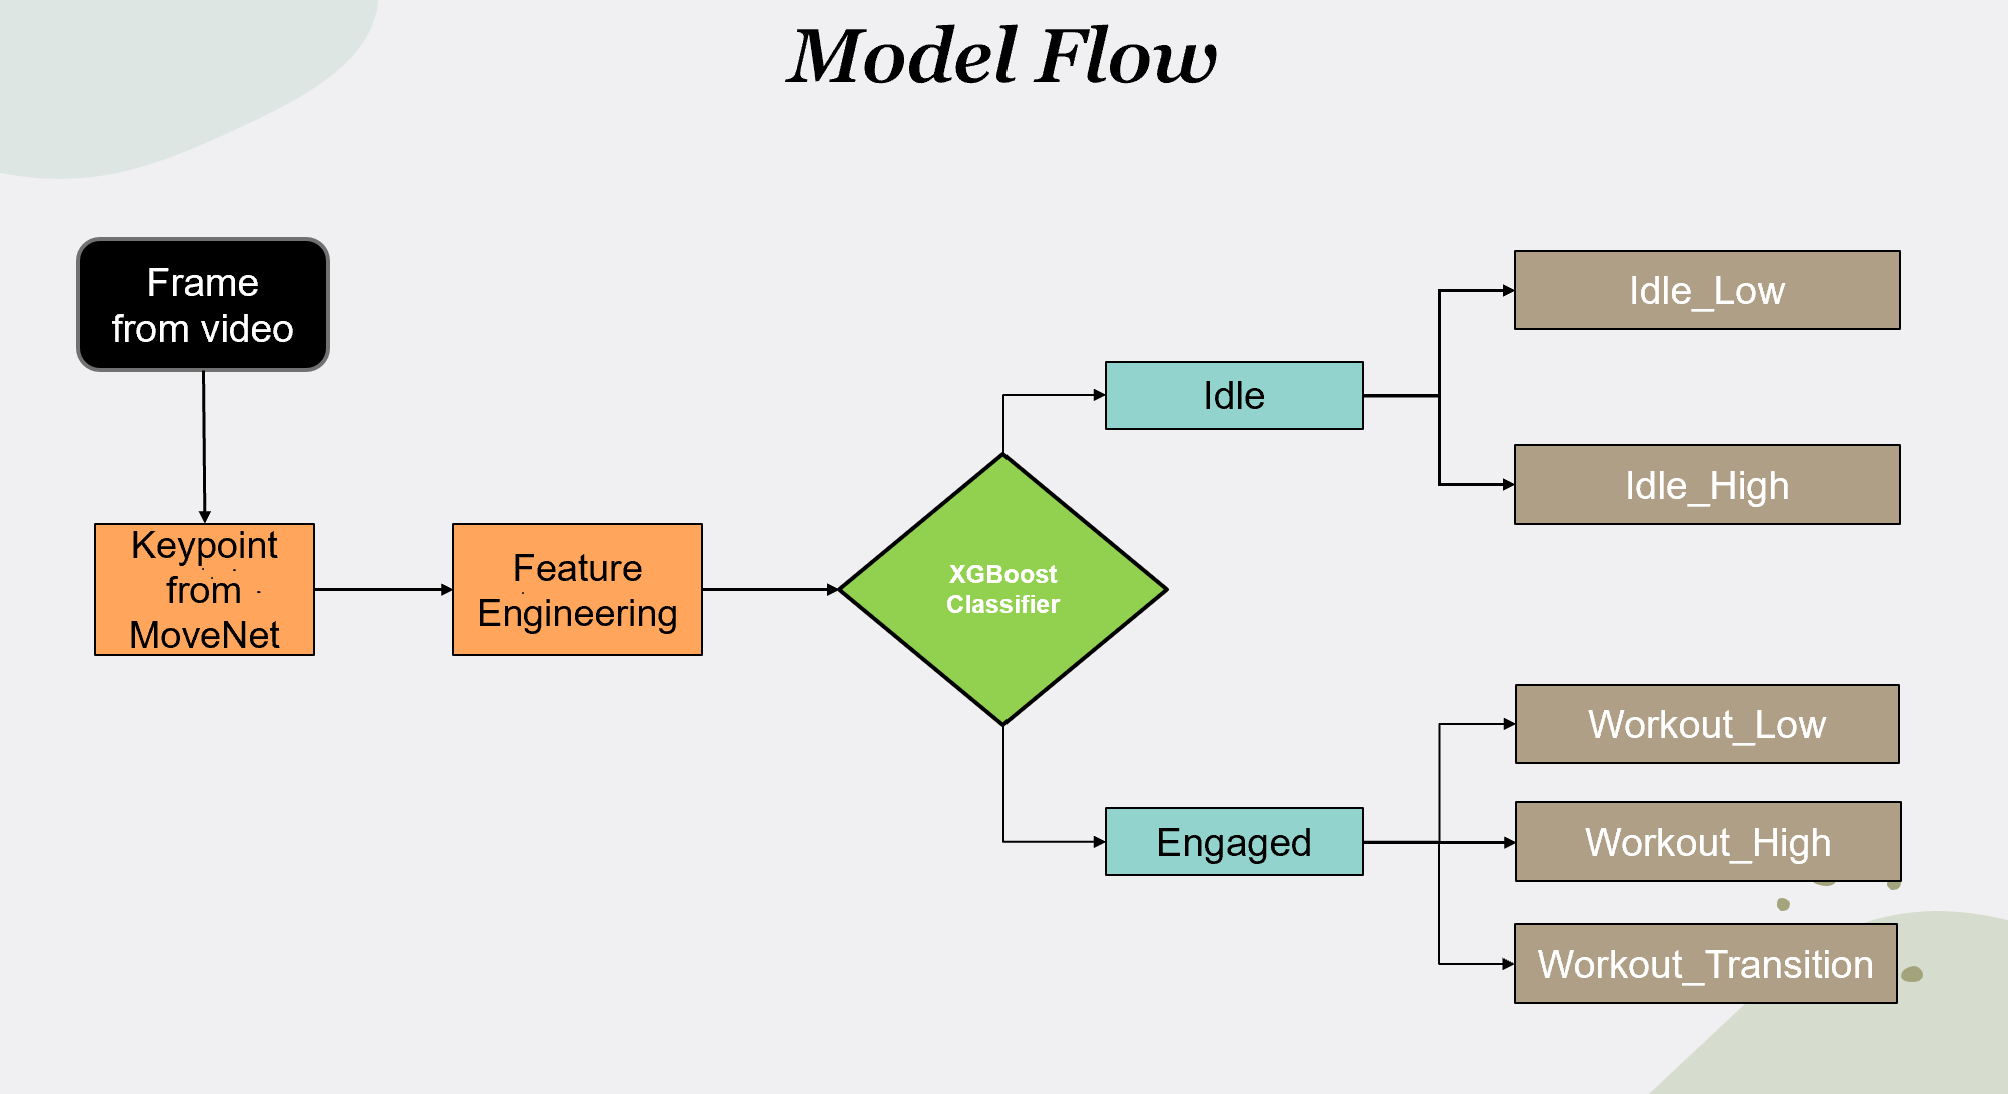 Model Flow
Frame
from video
Keypoint
from
MoveNet
Feature
Engineering
XGBoost
Classifier
Idle
Idle_Low
Idle_High
Engaged
Workout_Low
Workout_High
Workout_Transition